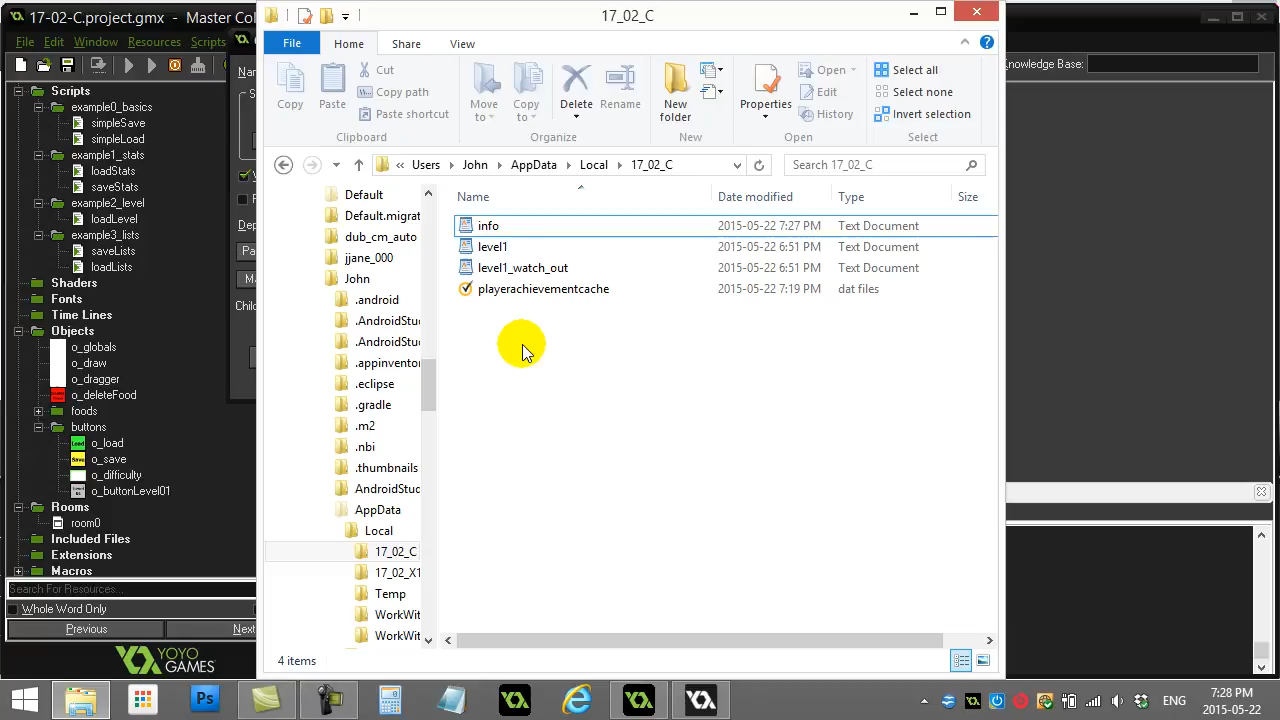 17-02-C.project.gmx - Master Col
File Edit Window Resources Scripts
Scripts
example0_basics
simpleSave
simpleLoad
example1_stats
loadStats
saveStats
example2_level
loadLevel
example3_lists
saveLists
loadLists
Shaders
Fonts
Time Lines
Objects
o_globals
o_draw
o_dragger
o_deleteFood
foods
buttons
o_load
o_save
o_difficulty
o_buttonLevel01
Rooms
room0
Included Files
Extensions
Macros
Search For Resources...
Whole Word Only
Previous
Next
YOYO
GAMES
17_02_C
File Home Share View
Copy
Paste
Cut
Copy path
Paste shortcut
Clipboard
Move to
Copy to
Delete
Rename
Organize
New folder
New
Properties
Open
Edit
History
Open
Select all
Select none
Invert selection
Select
Users John AppData Local 17_02_C
Search 17_02_C
Default
Default.migrat
dub_cm_auto
jjane_000
John
.android
.AndroidStu
.AndroidStu
.appinvento
.eclipse
.gradle
.m2
.nbi
.thumbnails
AndroidStuc
AppData
Local
17_02_C
17_02_X1
Temp
WorkWit
WorkWit
Name Date modified Type Size
info 2015-05-22 7:27 PM Text Document
level1 2015-05-22 6:51 PM Text Document
level1_watch_out 2015-05-22 6:51 PM Text Document
playerachievementcache 2015-05-22 7:19 PM dat files
4 items
Knowledge Base:
Ps
ENG
7:28 PM
2015-05-22